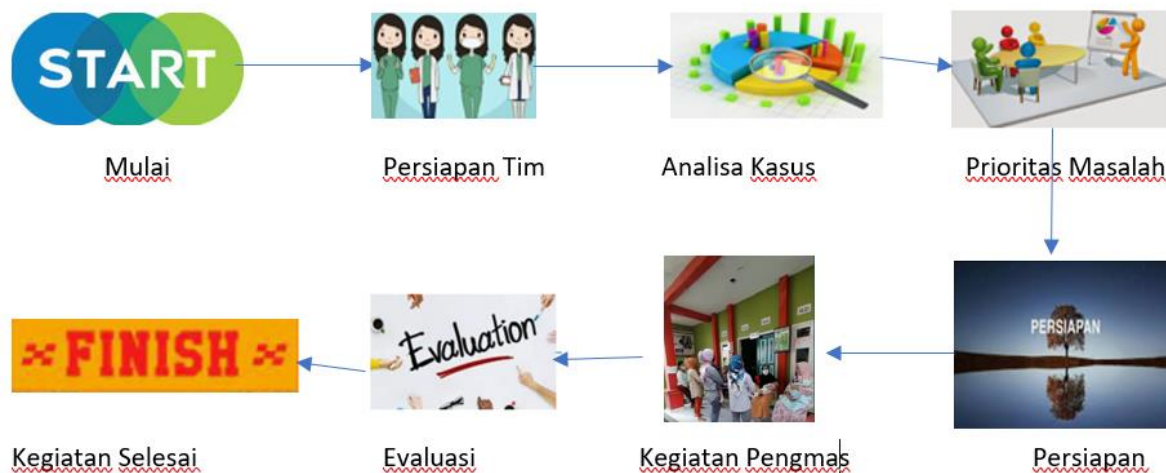 START
Mulai
Persiapan Tim
Analisa Kasus
Prioritas Masalah
FINISH
Evaluation
PERSIAPAN
Kegiatan Selesai
Evaluasi
Kegiatan Pengmas
Persiapan